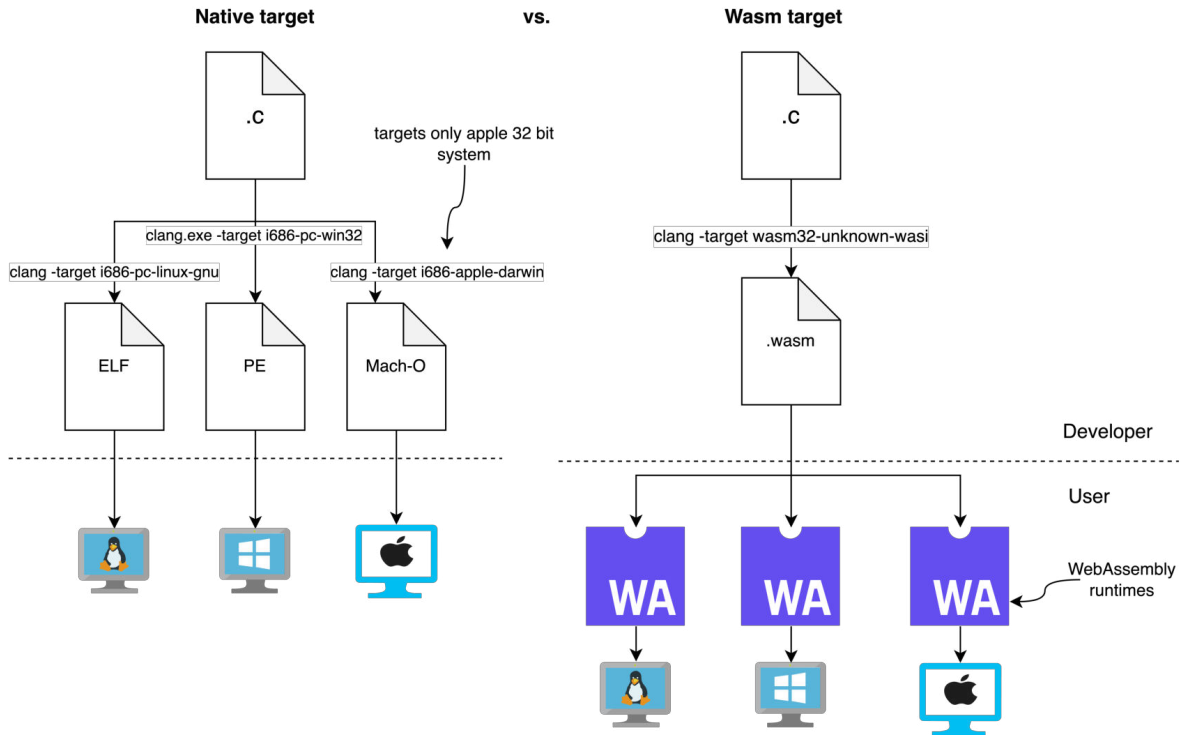 Native target
vs.
Wasm target
.C
.C
targets only apple 32 bit
system
clang.exe -target i686-pc-win32
clang -target wasm32-unknown-wasi
clang -target i686-pc-linux-gnu
clang -target i686-apple-darwin
ELF
PE
Mach-O
.wasm
Developer
User
WA
WA
WA
WebAssembly
runtimes